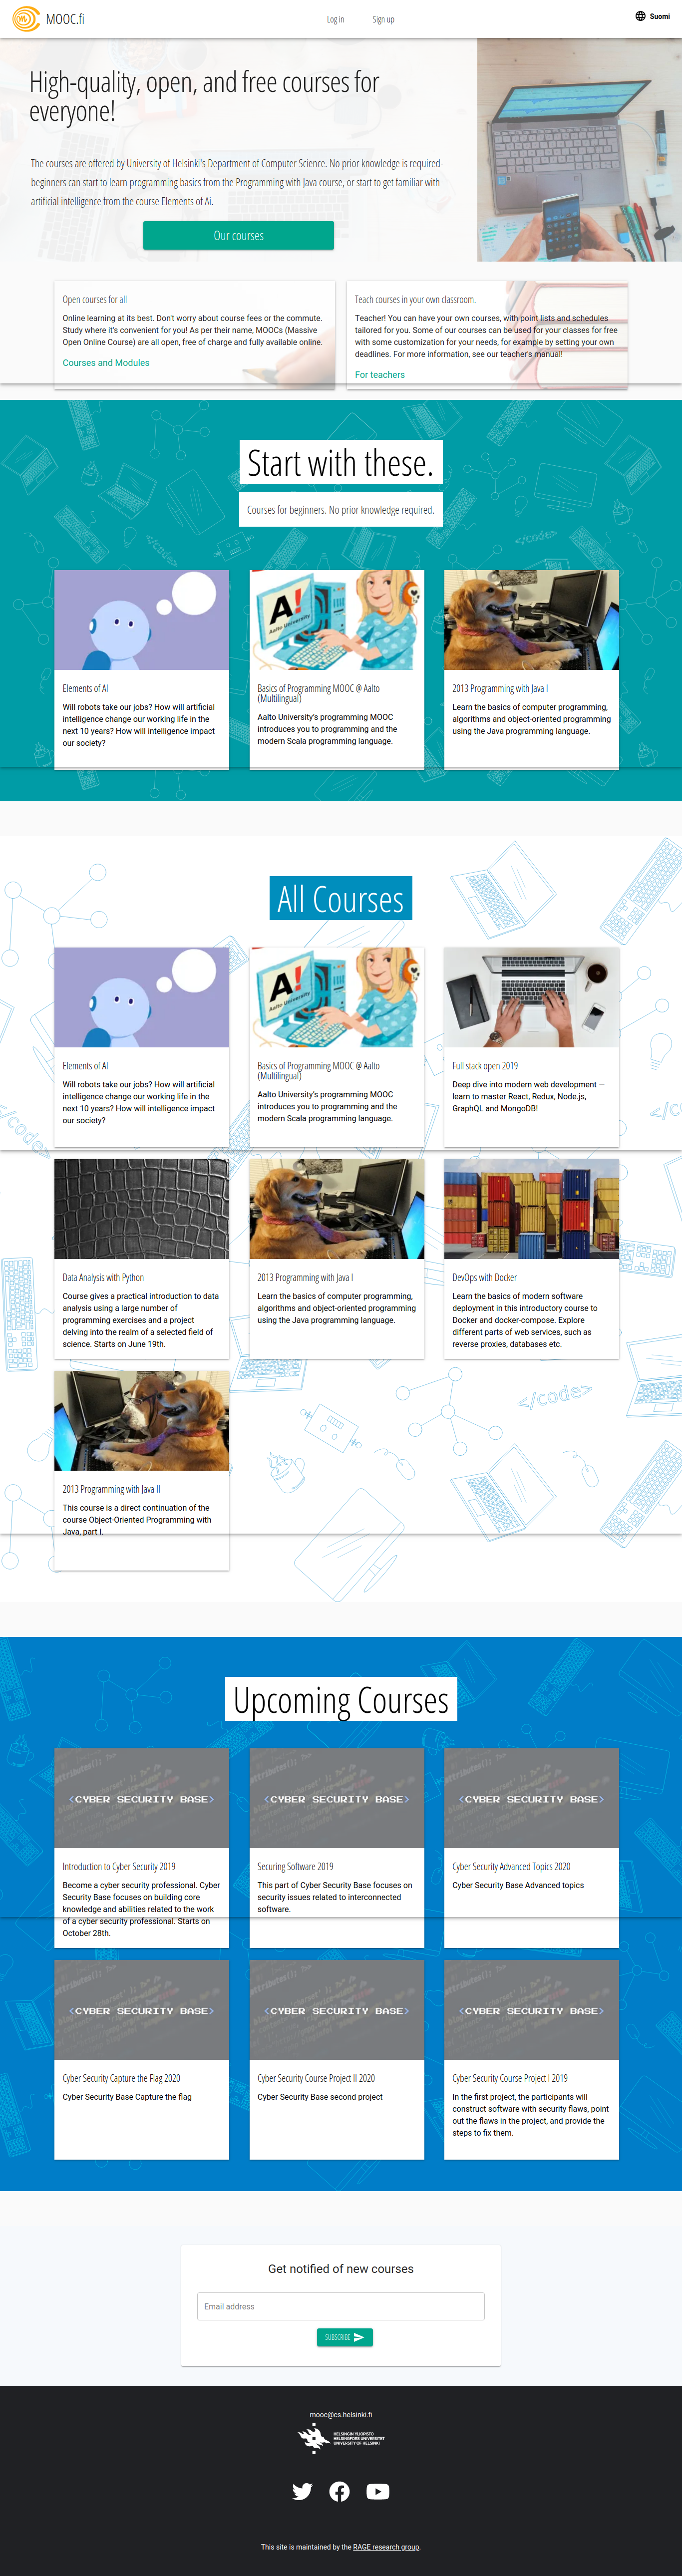 MOOC.fi
Log in
Sign up
Suomi
High-quality, open, and free courses for
everyone!
The courses are offered by University of Helsinki's Department of Computer Science. No prior knowledge is required-
beginners can start to learn programming basics from the Programming with Java course, or start to get familiar with
artificial intelligence from the course Elements of Ai.
Our courses
Open courses for all
Online learning at its best. Don't worry about course fees or the commute.
Study where it's convenient for you! As per their name, MOOCs (Massive
Open Online Course) are all open, free of charge and fully available online.
Courses and Modules
Teach courses in your own classroom.
Teacher! You can have your own courses, with point lists and schedules
tailored for you. Some of our courses can be used for your classes for free
with some customization for your needs, for example by setting your own
deadlines. For more information, see our teacher's manual!
For teachers
Start with these.
Courses for beginners. No prior knowledge required.
Elements of AI
Will robots take our jobs? How will artificial
intelligence change our working life in the
next 10 years? How will intelligence impact
our society?
A!
Aalto University
Basics of Programming MOOC @ Aalto
(Multilingual)
Aalto University's programming MOOC
introduces you to programming and the
modern Scala programming language.
2013 Programming with Java I
Learn the basics of computer programming,
algorithms and object-oriented programming
using the Java programming language.
All Courses
Elements of AI
Will robots take our jobs? How will artificial
intelligence change our working life in the
next 10 years? How will intelligence impact
our society?
A!
Aalto University
Basics of Programming MOOC @ Aalto
(Multilingual)
Aalto University's programming MOOC
introduces you to programming and the
modern Scala programming language.
Full stack open 2019
Deep dive into modern web development —
learn to master React, Redux, Node.js,
GraphQL and MongoDB!
Data Analysis with Python
Course gives a practical introduction to data
analysis using a large number of
programming exercises and a project
delving into the realm of a selected field of
science. Starts on June 19th.
2013 Programming with Java I
Learn the basics of computer programming,
algorithms and object-oriented programming
using the Java programming language.
DevOps with Docker
Learn the basics of modern software
deployment in this introductory course to
Docker and docker-compose. Explore
different parts of web services, such as
reverse proxies, databases etc.
</code>
2013 Programming with Java II
This course is a direct continuation of the
course Object-Oriented Programming with
Java, part I.
Upcoming Courses
<CYBER SECURITY BASE>
Introduction to Cyber Security 2019
Become a cyber security professional. Cyber
Security Base focuses on building core
knowledge and abilities related to the work
of a cyber security professional. Starts on
October 28th.
<CYBER SECURITY BASE>
Securing Software 2019
This part of Cyber Security Base focuses on
security issues related to interconnected
software.
<CYBER SECURITY BASE>
Cyber Security Advanced Topics 2020
Cyber Security Base Advanced topics
<CYBER SECURITY BASE>
Cyber Security Capture the Flag 2020
Cyber Security Base Capture the flag
<CYBER SECURITY BASE>
Cyber Security Course Project II 2020
Cyber Security Base second project
<CYBER SECURITY BASE>
Cyber Security Course Project I 2019
In the first project, the participants will
construct software with security flaws, point
out the flaws in the project, and provide the
steps to fix them.
Get notified of new courses
Email address
SUBSCRIBE
mooc@cs.helsinki.fi
HELSINGIN YLIOPISTO
HELSINGFORS UNIVERSITET
UNIVERSITY OF HELSINKI
This site is maintained by the RAGE research group.